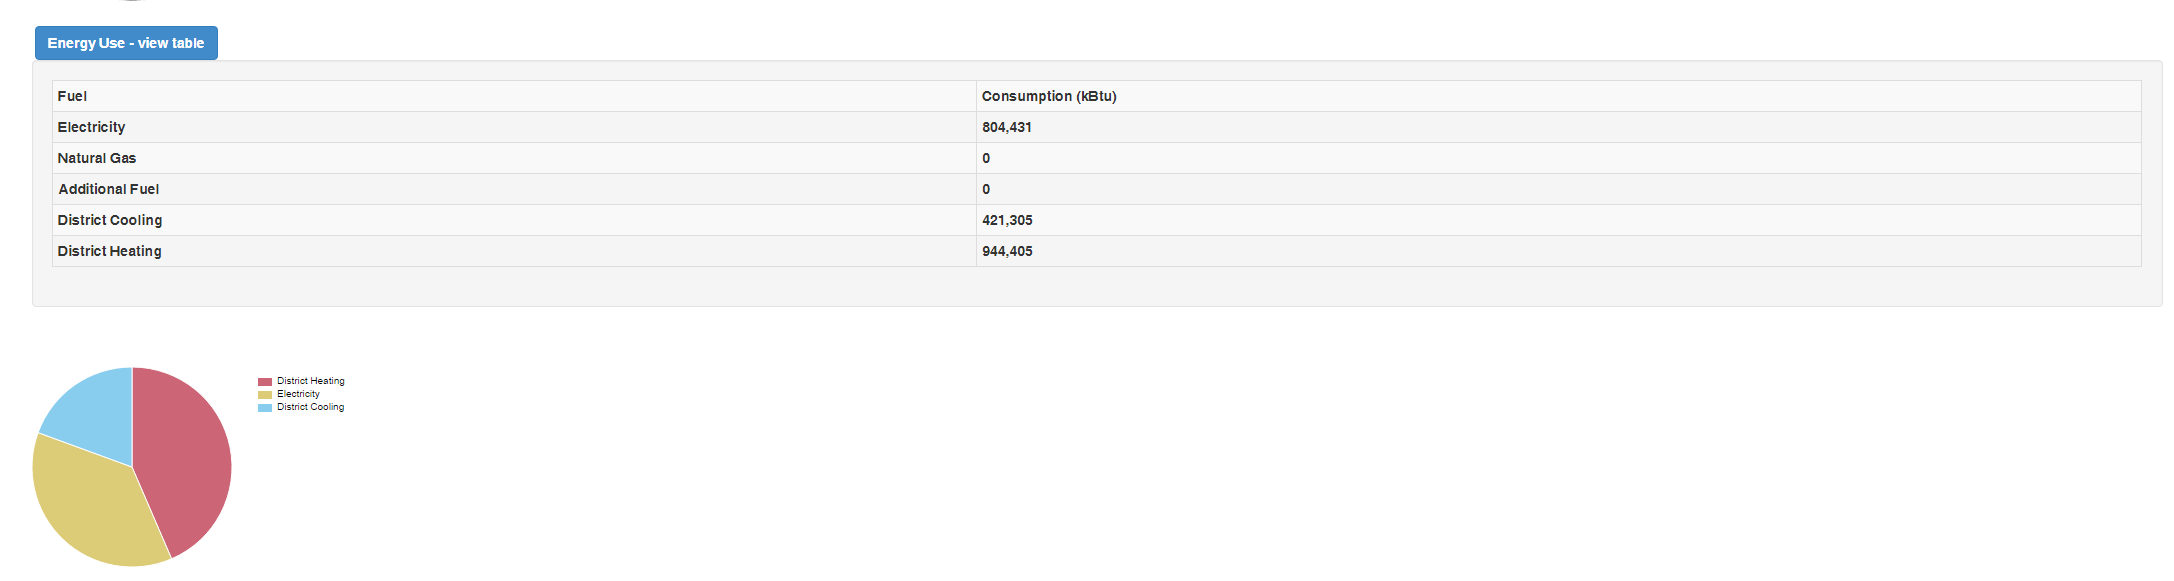 Energy Use - view table
Fuel Consumption (kBtu)
Electricity 804,431
Natural Gas 0
Additional Fuel 0
District Cooling 421,305
District Heating 944,405
District Heating
Electricity
District Cooling